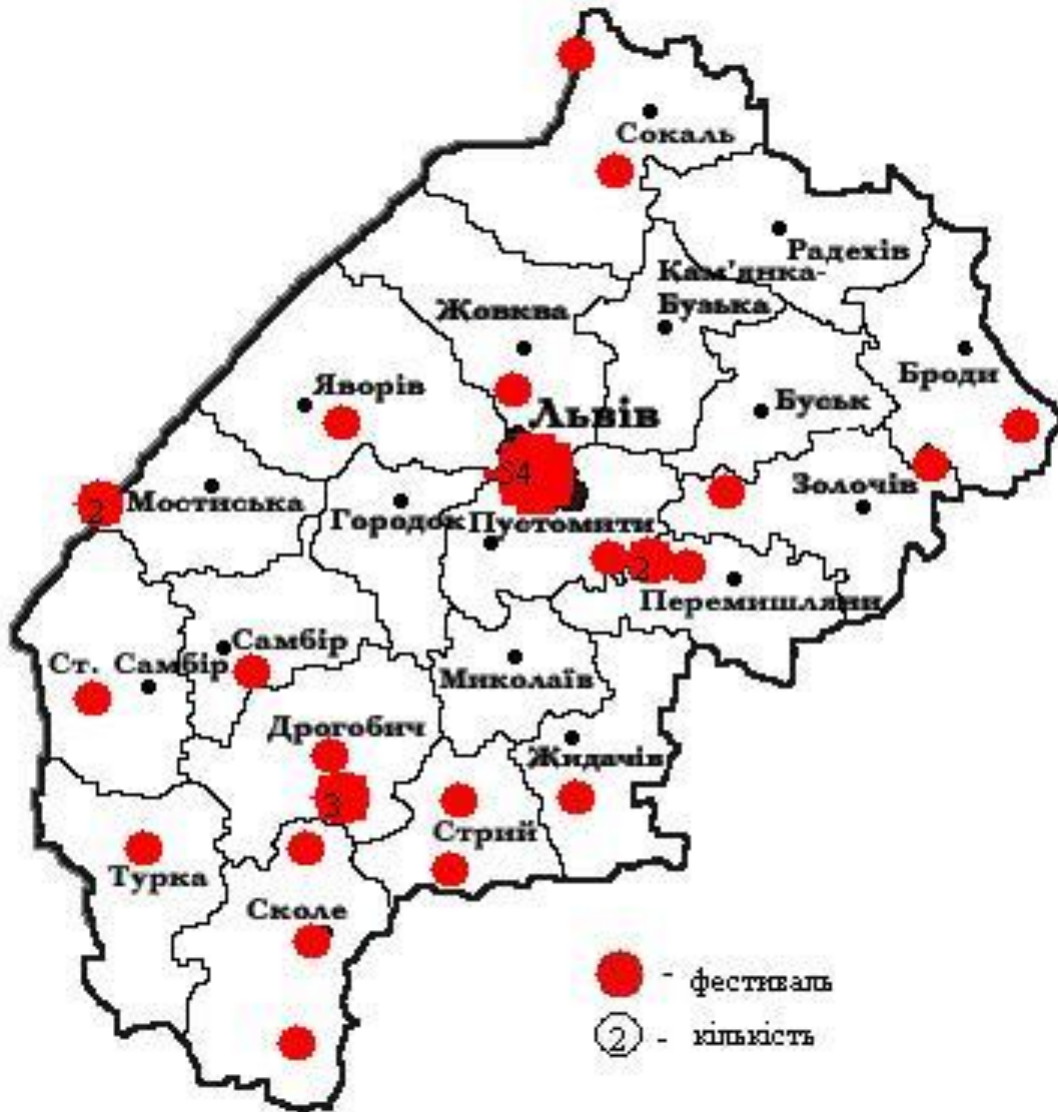 Сокаль
Радехів
Кам'янка-
Бузька
Жовква
Броди
Яворів
Буськ
Львів
54
Золочів
2
Мостиська
Городок
Пустомити
2
Перемишляни
Самбір
Ст. Самбір
Миколаїв
Дрогобич
Жидачів
3
Стрий
Турка
Сколе
- фестиваль
2 - кількість